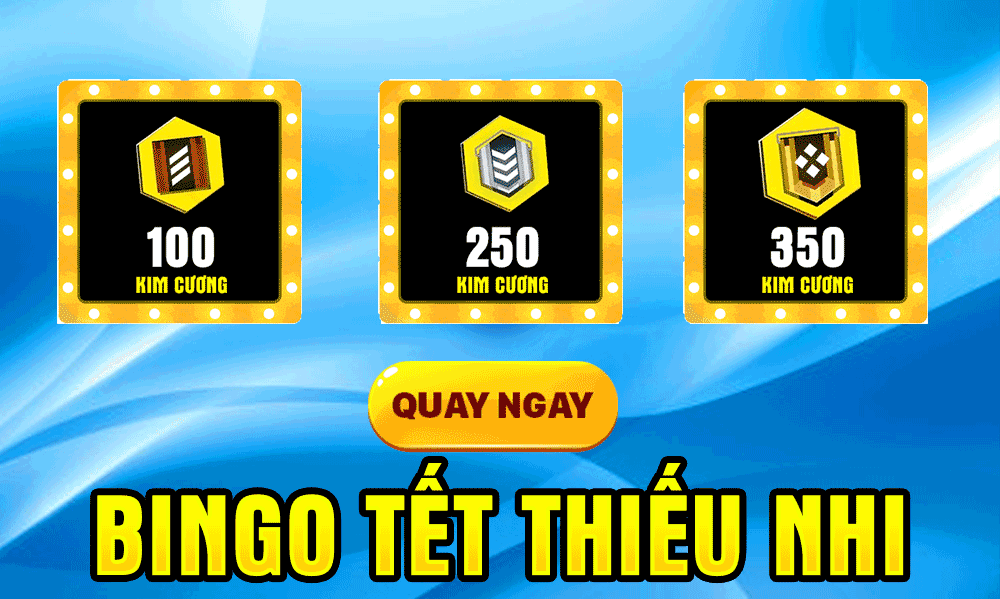 100
KIM CƯƠNG
250
KIM CƯƠNG
350
KIM CƯƠNG
QUAY NGAY
BINGO TẾT THIẾU NHI